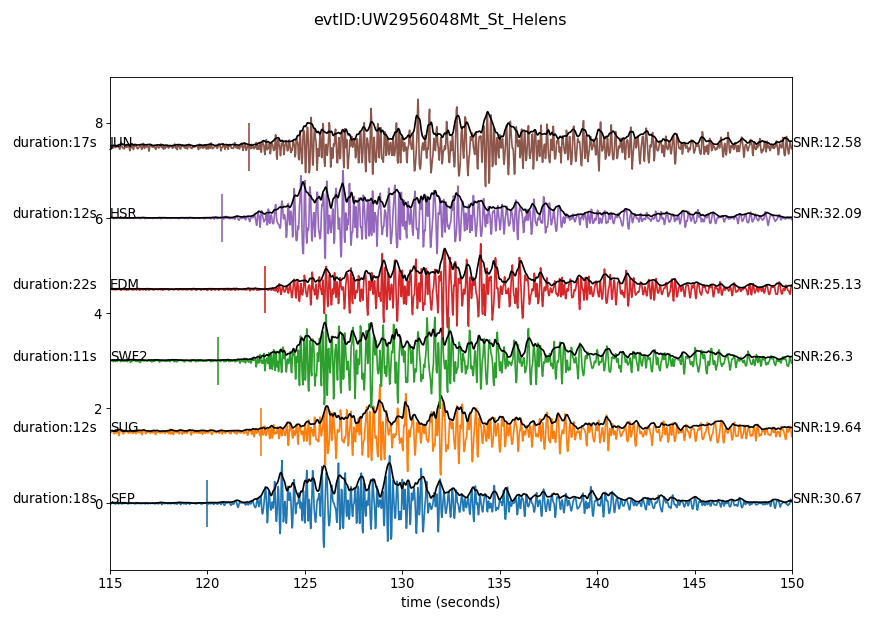 evtID:UW2956048Mt_St_Helens
8
duration:17s JUN SNR:12.58
duration:12s HSR SNR:32.09
6
duration:22s EDM SNR:25.13
4
duration:11s SWF2 SNR:26.3
2
duration:12s SUG SNR:19.64
duration:18s SEP SNR:30.67
0
115 120 125 130 135 140 145 150
time (seconds)